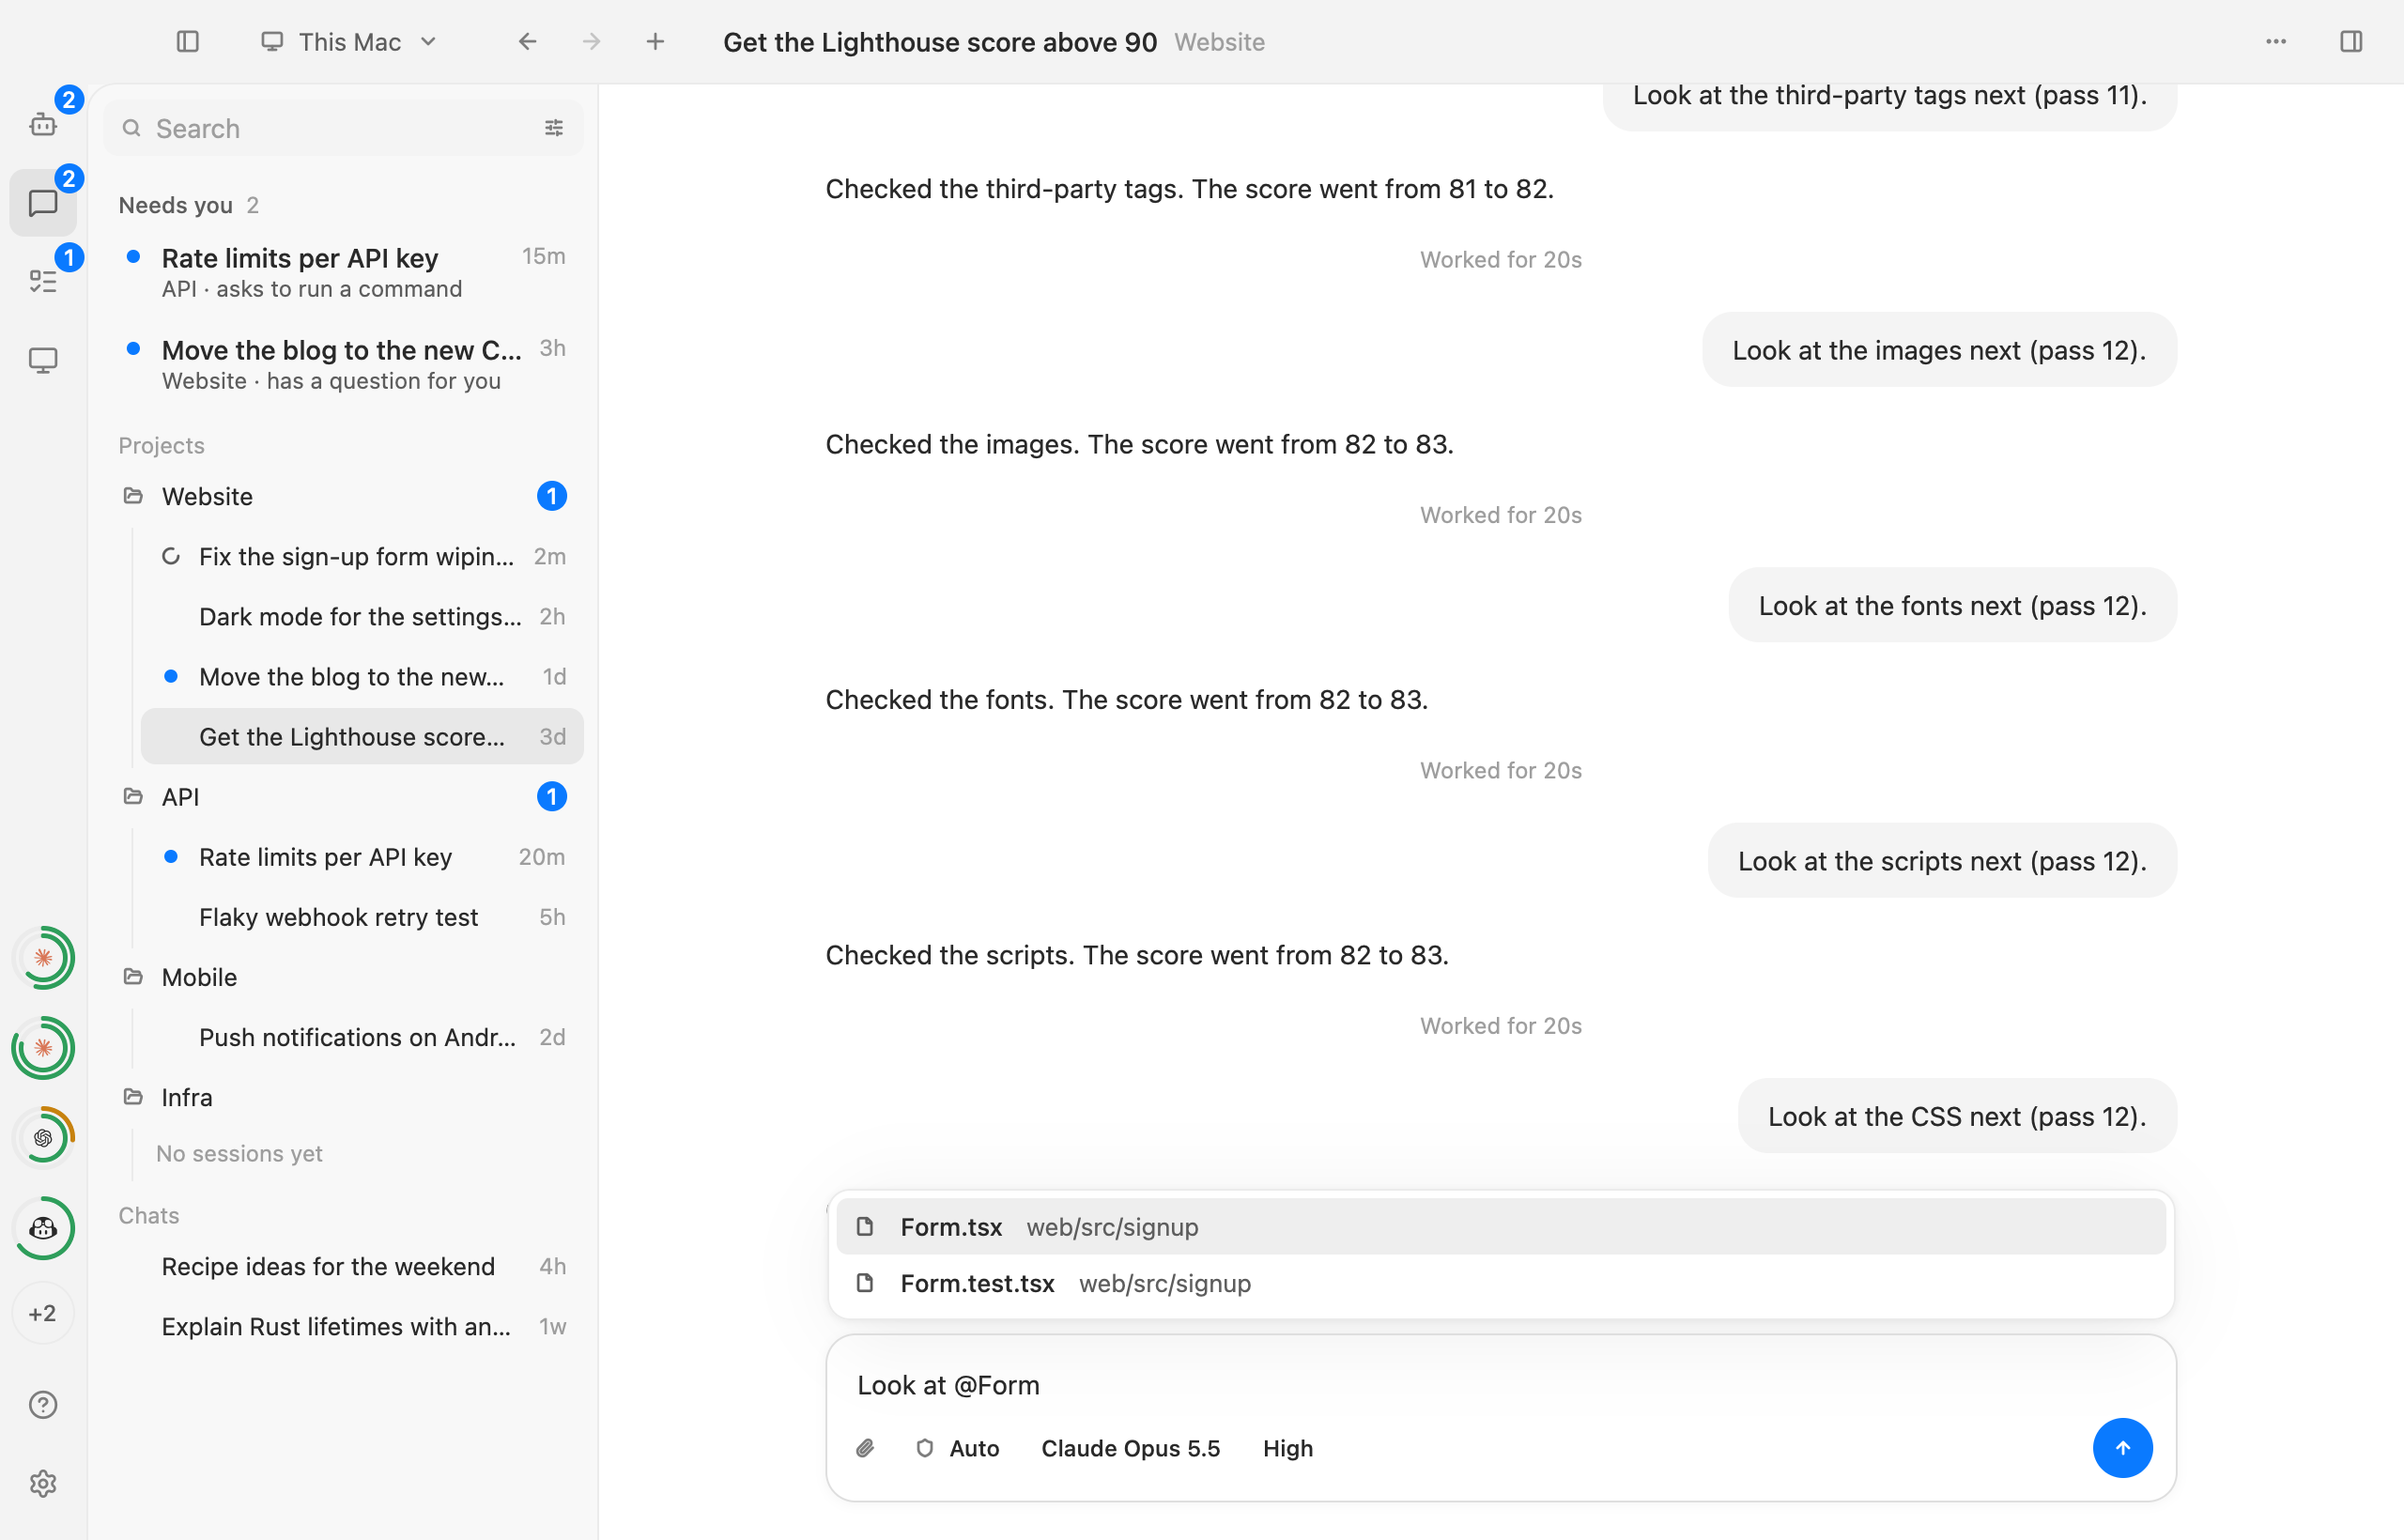 This Mac
Get the Lighthouse score above 90 Website
2
2
1
+2
Search
Needs you 2
Rate limits per API key 15m
API · asks to run a command
Move the blog to the new C... 3h
Website · has a question for you
Projects
Website 1
Fix the sign-up form wipin... 2m
Dark mode for the settings... 2h
Move the blog to the new... 1d
Get the Lighthouse score... 3d
API 1
Rate limits per API key 20m
Flaky webhook retry test 5h
Mobile
Push notifications on Andr... 2d
Infra
No sessions yet
Chats
Recipe ideas for the weekend 4h
Explain Rust lifetimes with an... 1w
Look at the third-party tags next (pass 11).
Checked the third-party tags. The score went from 81 to 82.
Worked for 20s
Look at the images next (pass 12).
Checked the images. The score went from 82 to 83.
Worked for 20s
Look at the fonts next (pass 12).
Checked the fonts. The score went from 82 to 83.
Worked for 20s
Look at the scripts next (pass 12).
Checked the scripts. The score went from 82 to 83.
Worked for 20s
Look at the CSS next (pass 12).
Form.tsx web/src/signup
Form.test.tsx web/src/signup
Look at @Form
Auto Claude Opus 5.5 High